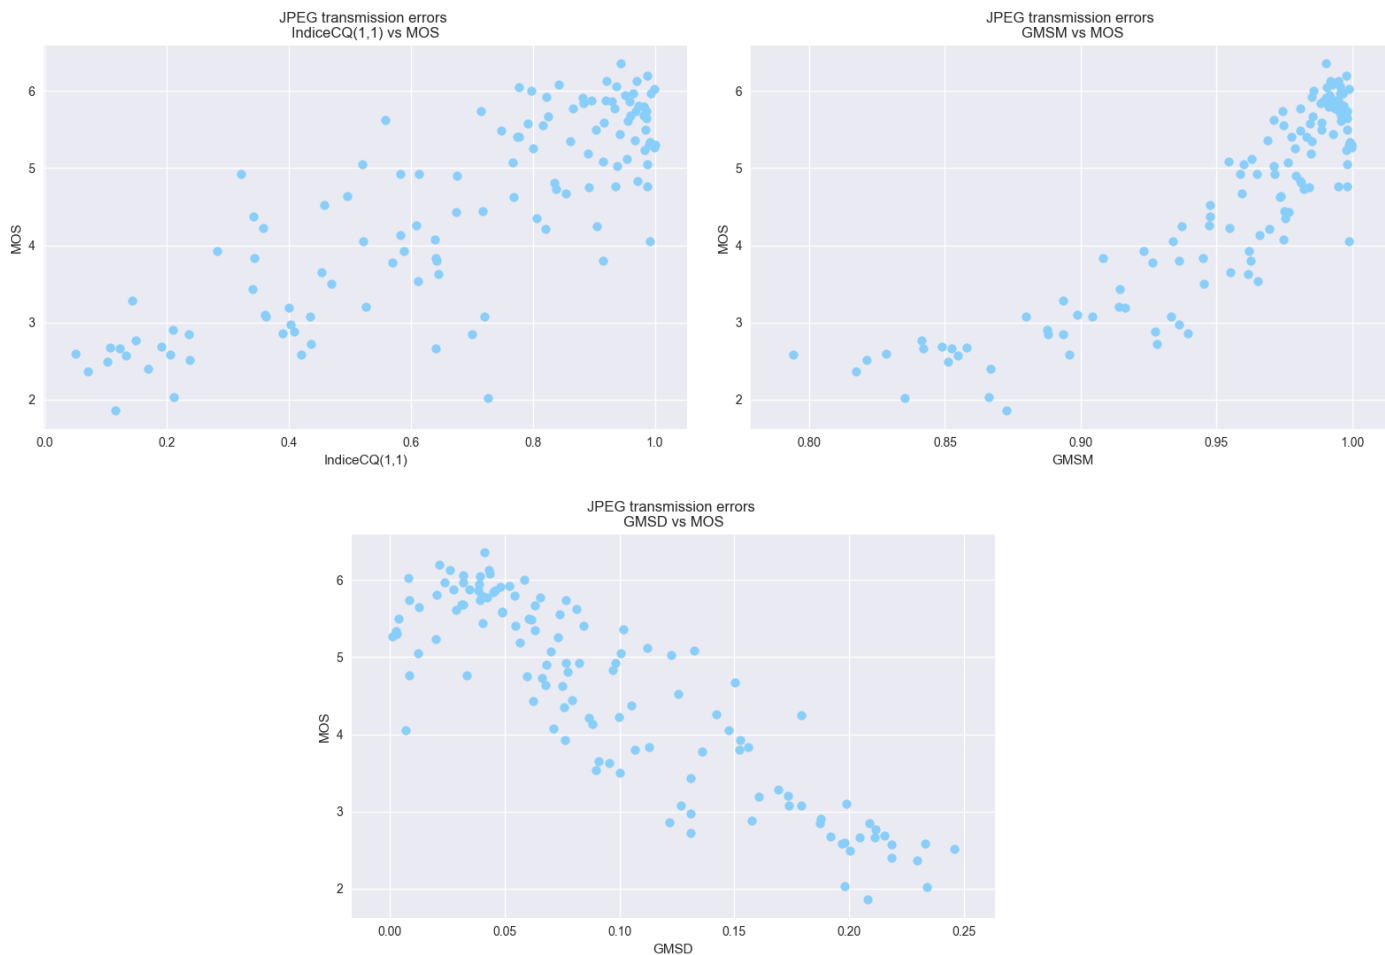 JPEG transmission errors
IndiceCQ(1,1) vs MOS
MOS
6
5
4
3
2
0.0 0.2 0.4 0.6 0.8 1.0
IndiceCQ(1,1)
JPEG transmission errors
GMSM vs MOS
MOS
6
5
4
3
2
0.80 0.85 0.90 0.95 1.00
GMSM
JPEG transmission errors
GMSD vs MOS
MOS
6
5
4
3
2
0.00 0.05 0.10 0.15 0.20 0.25
GMSD